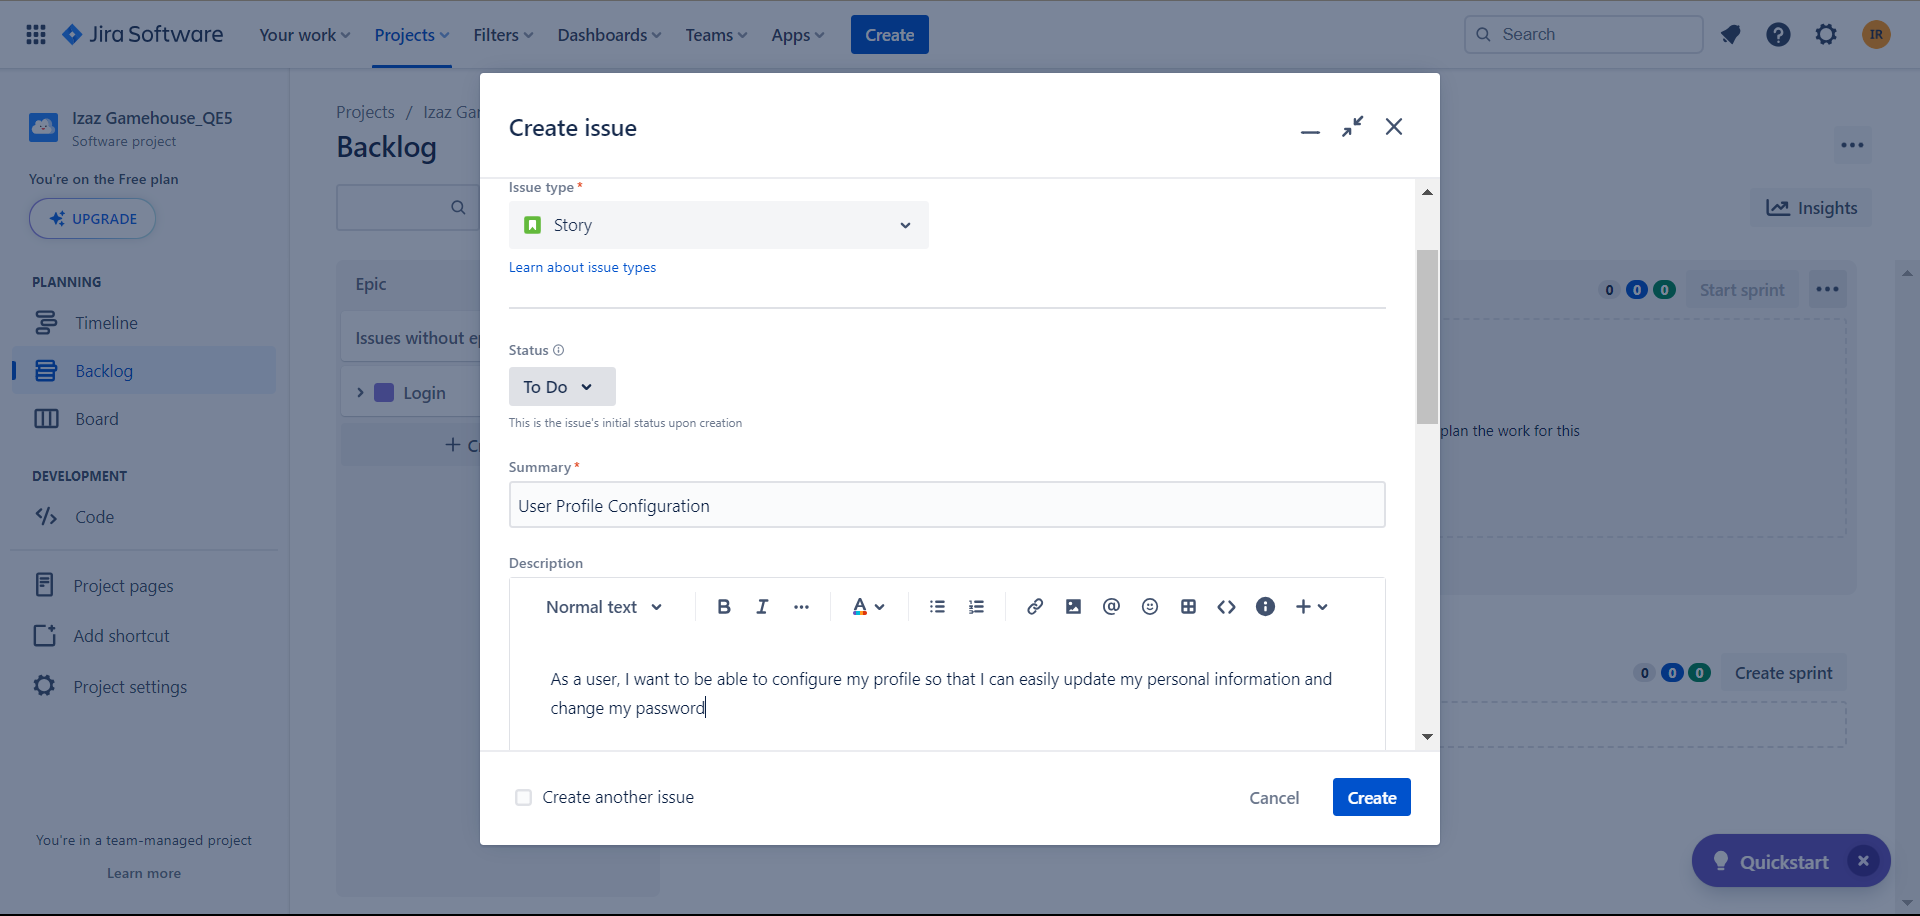 Jira Software
Your work
Projects
Filters
Dashboards
Teams
Apps
Create
Search
IR
Izaz Gamehouse_QE5
Software project
You're on the Free plan
UPGRADE
PLANNING
Timeline
Backlog
Board
DEVELOPMENT
Code
Project pages
Add shortcut
Project settings
You're in a team-managed project
Learn more
Projects / Izaz
Backlog
Epic
Issues without
Login
Insights
0 0 0 Start sprint
plan the work for this
0 0 0 Create sprint
Create issue
Issue type *
Story
Learn about issue types
Status
To Do
This is the issue's initial status upon creation
Summary *
User Profile Configuration
Description
Normal text
B I A
As a user, I want to be able to configure my profile so that I can easily update my personal information and
change my password
Create another issue
Cancel
Create
Quickstart